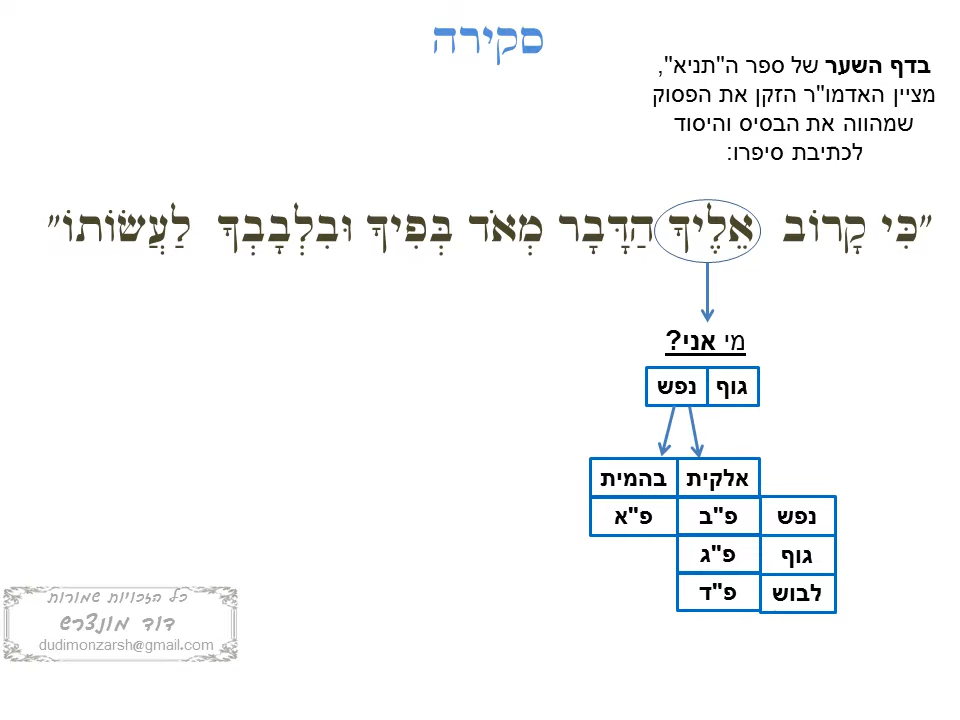 סקירה
בדף השער של ספר ה"תניא",
מציין האדמו"ר הזקן את הפסוק
שמהווה את הבסיס והיסוד
לכתיבת סיפרו:
"כִּי קָרוֹב אֵלֶיךָ הַדָּבָר מְאֹד בְּפִיךָ וּבִלְבָבְךָ לַעֲשׂוֹתוֹ"
מי אני?
גוף נפש
אלקית בהמית
נפש פ"ב פ"א
גוף פ"ג
לבוש פ"ד
כל הזכויות שמורות
דוד מונצרש
dudimonzarsh@gmail.com